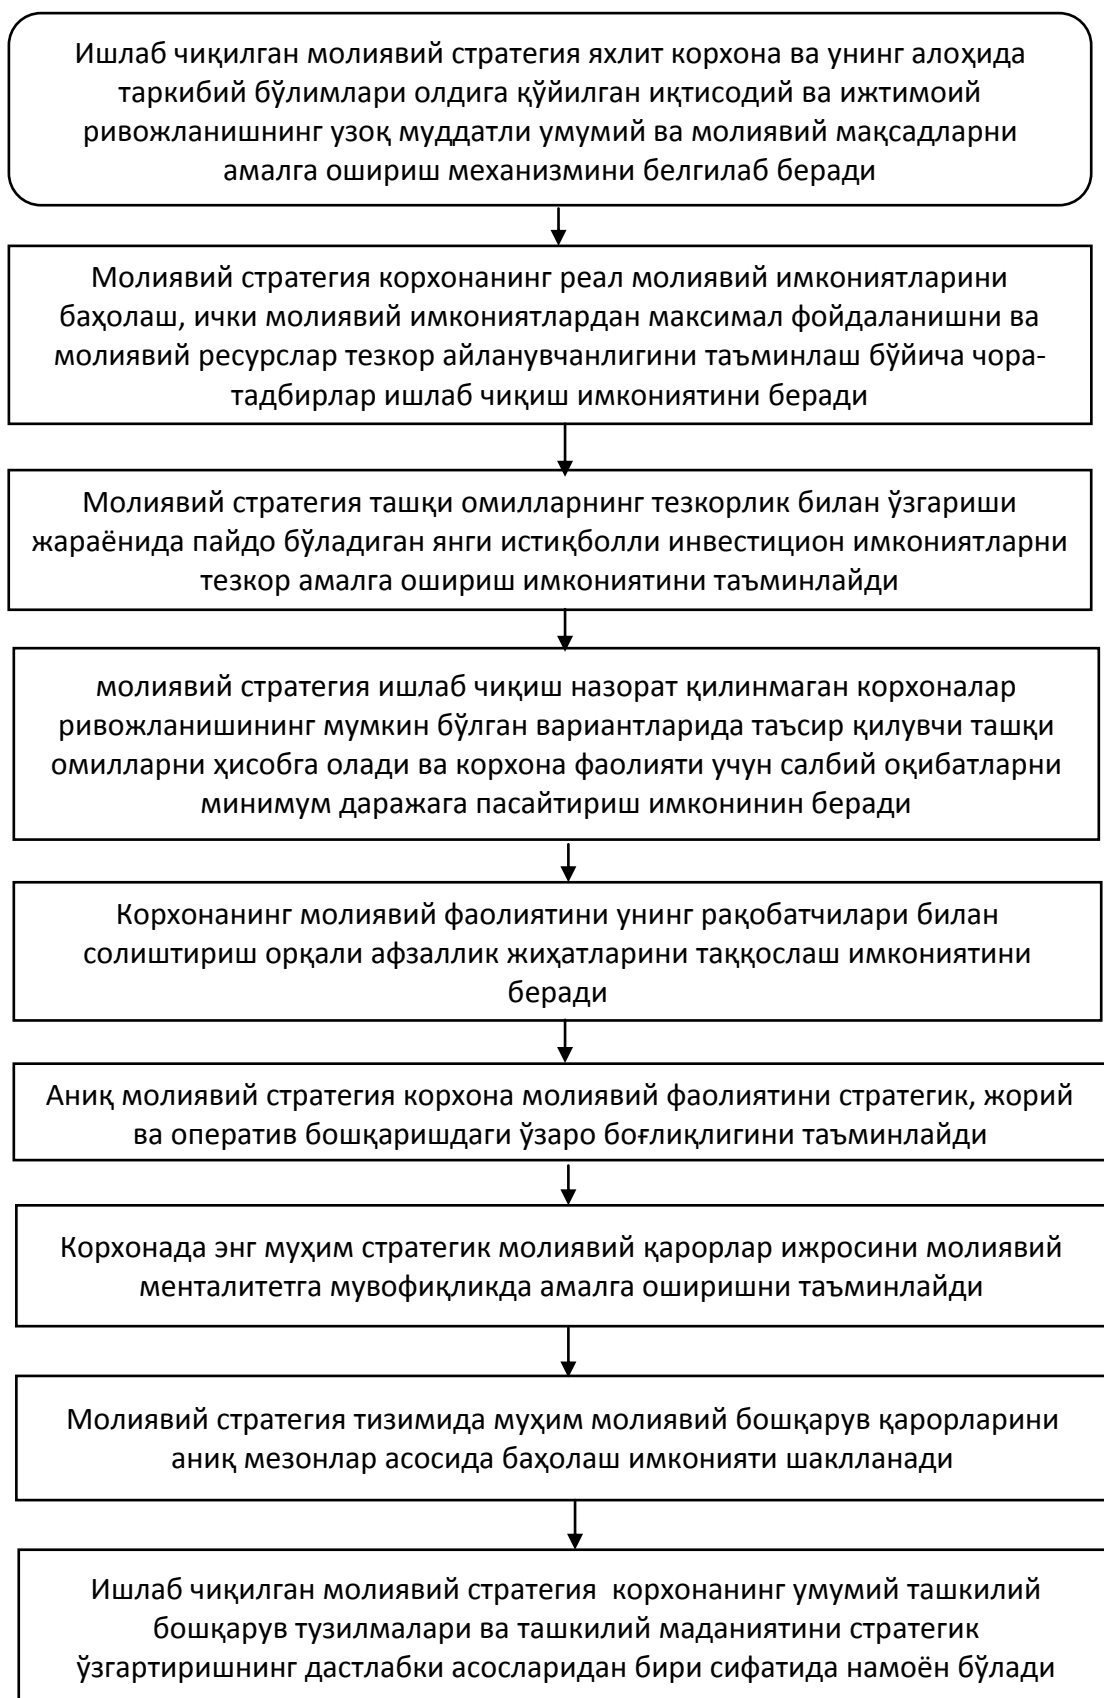 Ишлаб чиқилган молиявий стратегия яхлит корхона ва унинг алоҳида
таркибий бўлимлари олдига қўйилган иқтисодий ва ижтимоий
ривожланишнинг узоқ муддатли умумий ва молиявий мақсадларни
амалга ошириш механизмини белгилаб беради
Молиявий стратегия корхонанинг реал молиявий имкониятларини
баҳолаш, ички молиявий имкониятлардан максимал фойдаланишни ва
молиявий ресурслар тезкор айланувчанлигини таъминлаш бўйича чора-
тадбирлар ишлаб чиқиш имкониятини беради
Молиявий стратегия ташқи омилларнинг тезкорлик билан ўзгариши
жараёнида пайдо бўладиган янги истиқболли инвестицион имкониятларни
тезкор амалга ошириш имкониятини таъминлайди
молиявий стратегия ишлаб чиқиш назорат қилинмаган корхоналар
ривожланишининг мумкин бўлган вариантларида таъсир қилувчи ташқи
омилларни ҳисобга олади ва корхона фаолияти учун салбий оқибатларни
минимум даражага пасайтириш имконинин беради
Корхонанинг молиявий фаолиятини унинг рақобатчилари билан
солиштириш орқали афзаллик жиҳатларини таққослаш имкониятини
беради
Аниқ молиявий стратегия корхона молиявий фаолиятини стратегик, жорий
ва оператив бошқаришдаги ўзаро боғлиқлигини таъминлайди
Корхонада энг муҳим стратегик молиявий қарорлар ижросини молиявий
менталитетга мувофиқликда амалга оширишни таъминлайди
Молиявий стратегия тизимида муҳим молиявий бошқарув қарорларини
аниқ мезонлар асосида баҳолаш имконияти шаклланади
Ишлаб чиқилган молиявий стратегия корхонанинг умумий ташкилий
бошқарув тузилмалари ва ташкилий маданиятини стратегик
ўзгартиришнинг дастлабки асосларидан бири сифатида намоён бўлади